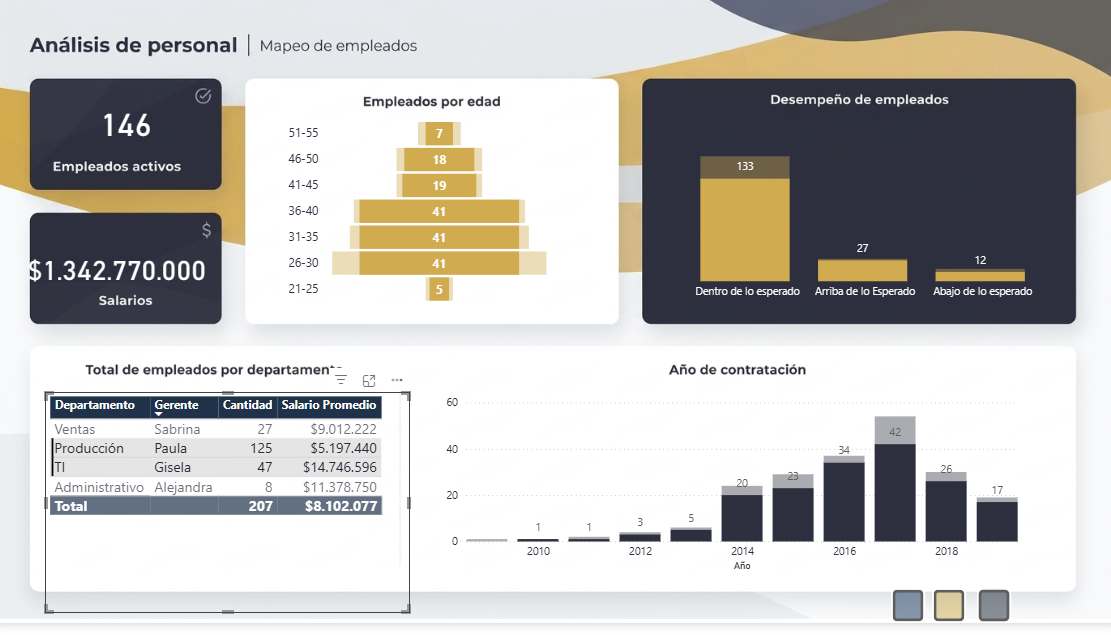 Análisis de personal | Mapeo de empleados
146
Empleados activos
$
$1.342.770.000
Salarios
Empleados por edad
51-55 7
46-50 18
41-45 19
36-40 41
31-35 41
26-30 41
21-25 5
Desempeño de empleados
133
27
12
Dentro de lo esperado Arriba de lo Esperado Abajo de lo esperado
Total de empleados por
Departamento Gerente Cantidad Salario Promedio
Ventas Sabrina 27 $9.012.222
Producción Paula 125 $5.197.440
TI Gisela 47 $14.746.596
Administrativo Alejandra 8 $11.378.750
Total 207 $8.102.077
Año de contratación
60
40
20
0
1 1 3 5 20 23 34 42 26 17
2010 2012 2014 2016 2018
Año